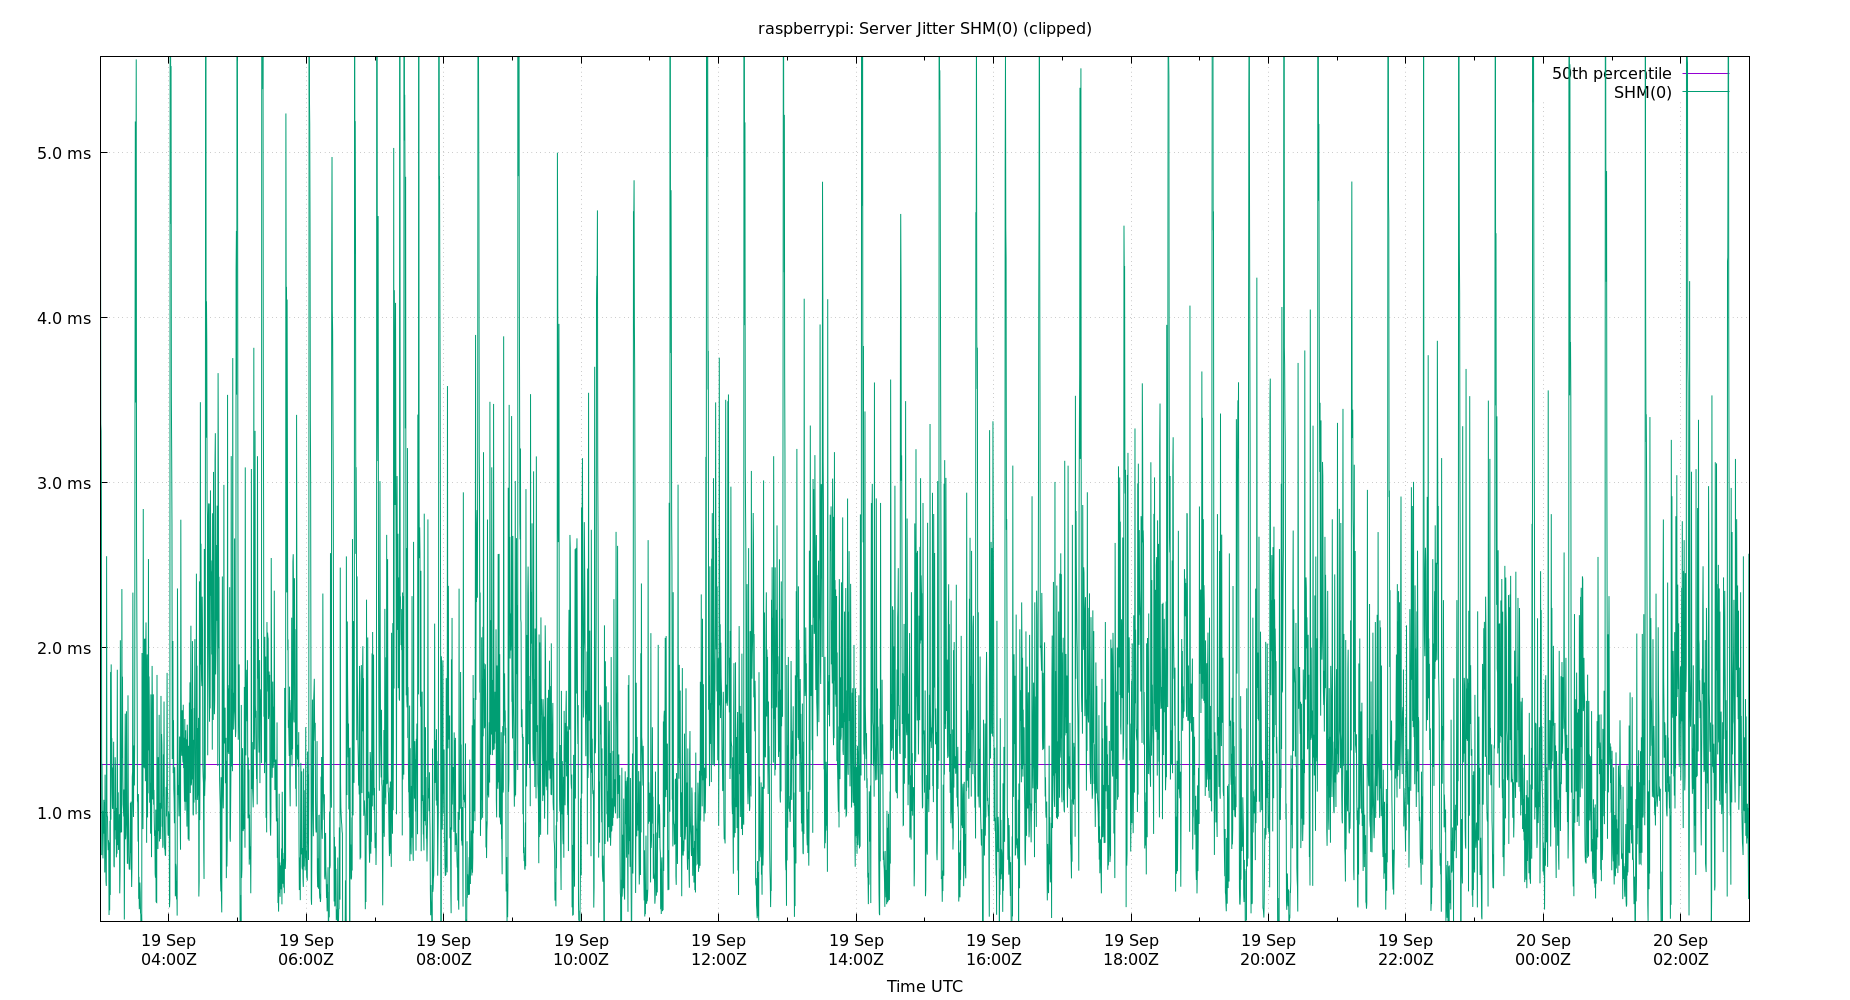 raspberrypi: Server Jitter SHM(0) (clipped)
50th percentile
SHM(0)
5.0 ms
4.0 ms
3.0 ms
2.0 ms
1.0 ms
19 Sep 19 Sep 19 Sep 19 Sep 19 Sep 19 Sep 19 Sep 19 Sep 19 Sep 19 Sep 20 Sep 20 Sep
04:00Z 06:00Z 08:00Z 10:00Z 12:00Z 14:00Z 16:00Z 18:00Z 20:00Z 22:00Z 00:00Z 02:00Z
Time UTC